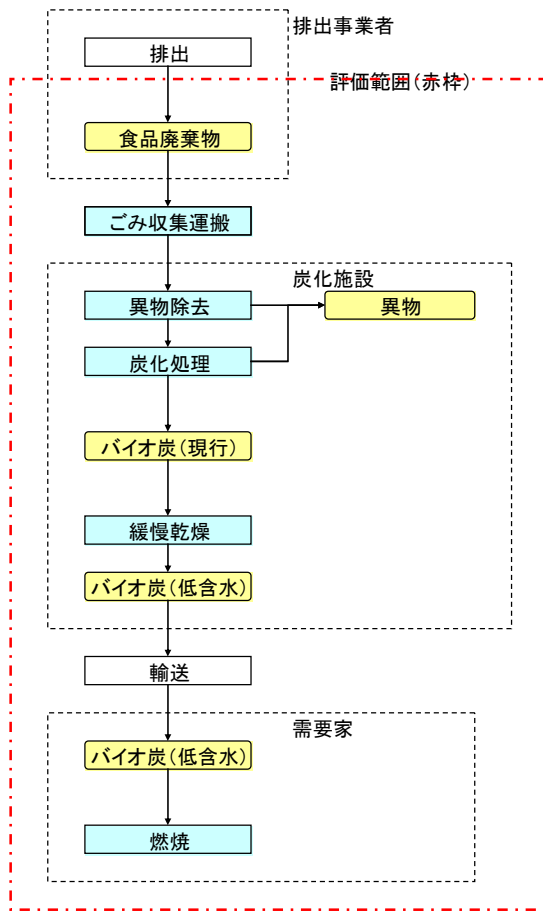 排出事業者
排出
評価範囲(赤枠)
食品廃棄物
ごみ収集運搬
炭化施設
異物除去
異物
炭化処理
バイオ炭(現行)
緩慢乾燥
バイオ炭(低含水)
輸送
需要家
バイオ炭(低含水)
燃焼